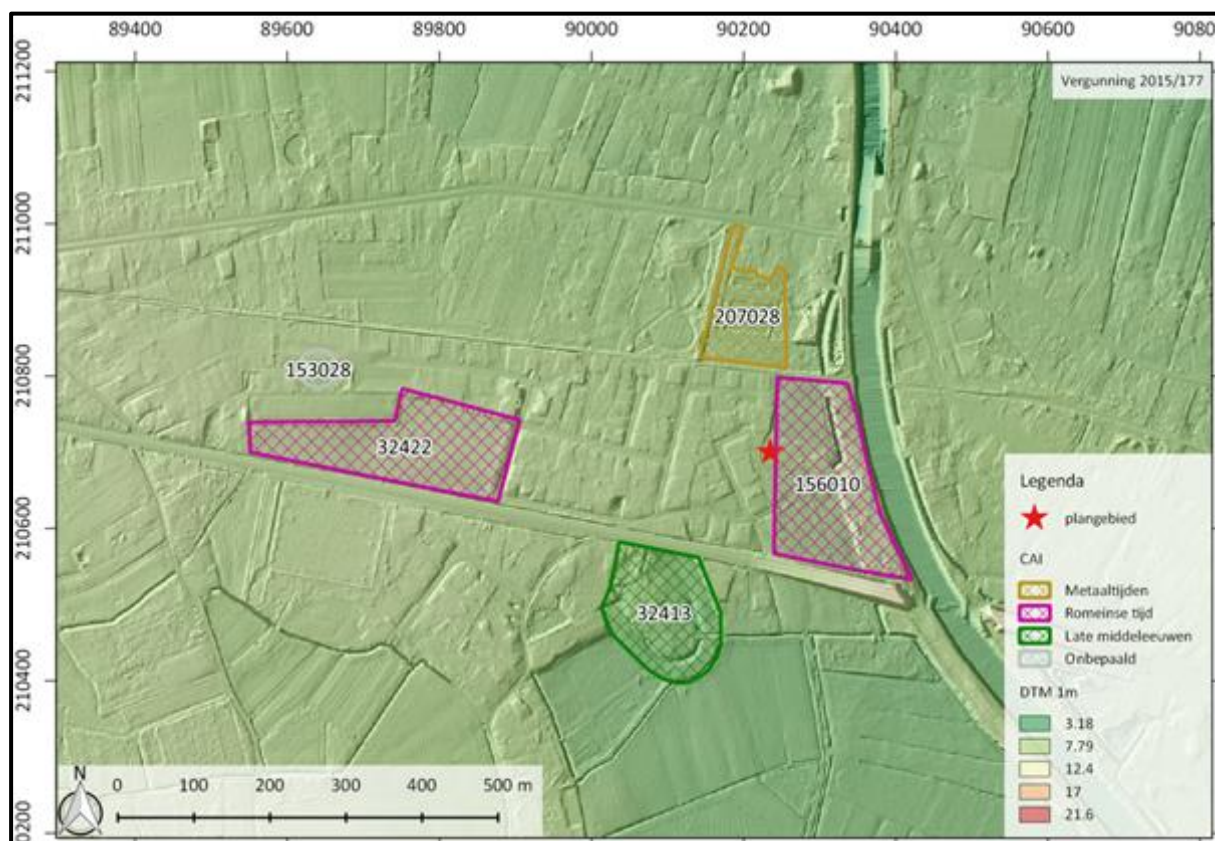 89400 89600 89800 90000 90200 90400 90600 9080
211200
Vergunning 2015/177
211000
207028
210800
153028
32422
156010
210600
32413
210400
0200
Legenda
plangebied
CAI
Metaaltijden
Romeinse tijd
Late middeleeuwen
Onbepaald
DTM 1m
3.18
7.79
12.4
17
21.6
N
0 100 200 300 400 500 m